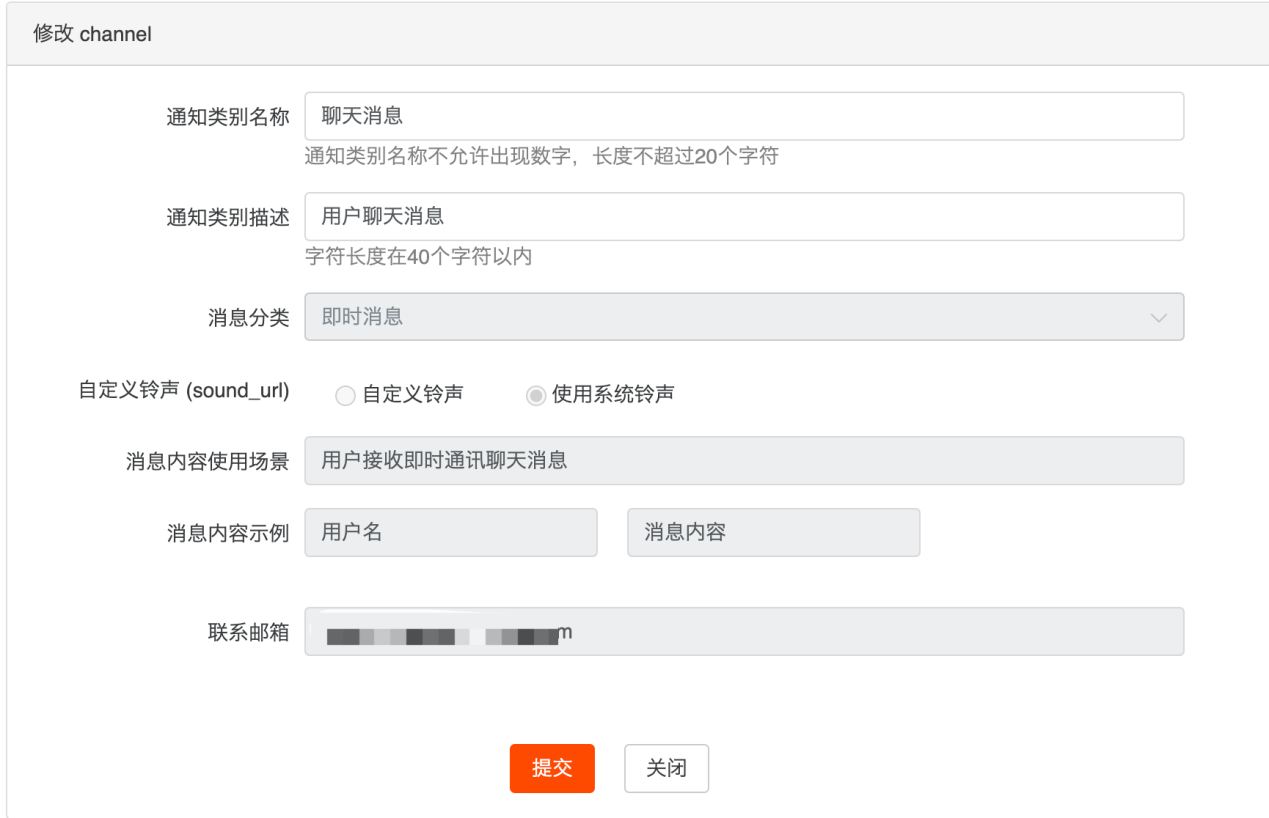 修改 channel
通知类别名称 聊天消息
通知类别名称不允许出现数字，长度不超过20个字符
通知类别描述 用户聊天消息
字符长度在40个字符以内
消息分类 即时消息
自定义铃声 (sound_url) 自定义铃声 使用系统铃声
消息内容使用场景 用户接收即时通讯聊天消息
消息内容示例 用户名 消息内容
联系邮箱 m
提交 关闭